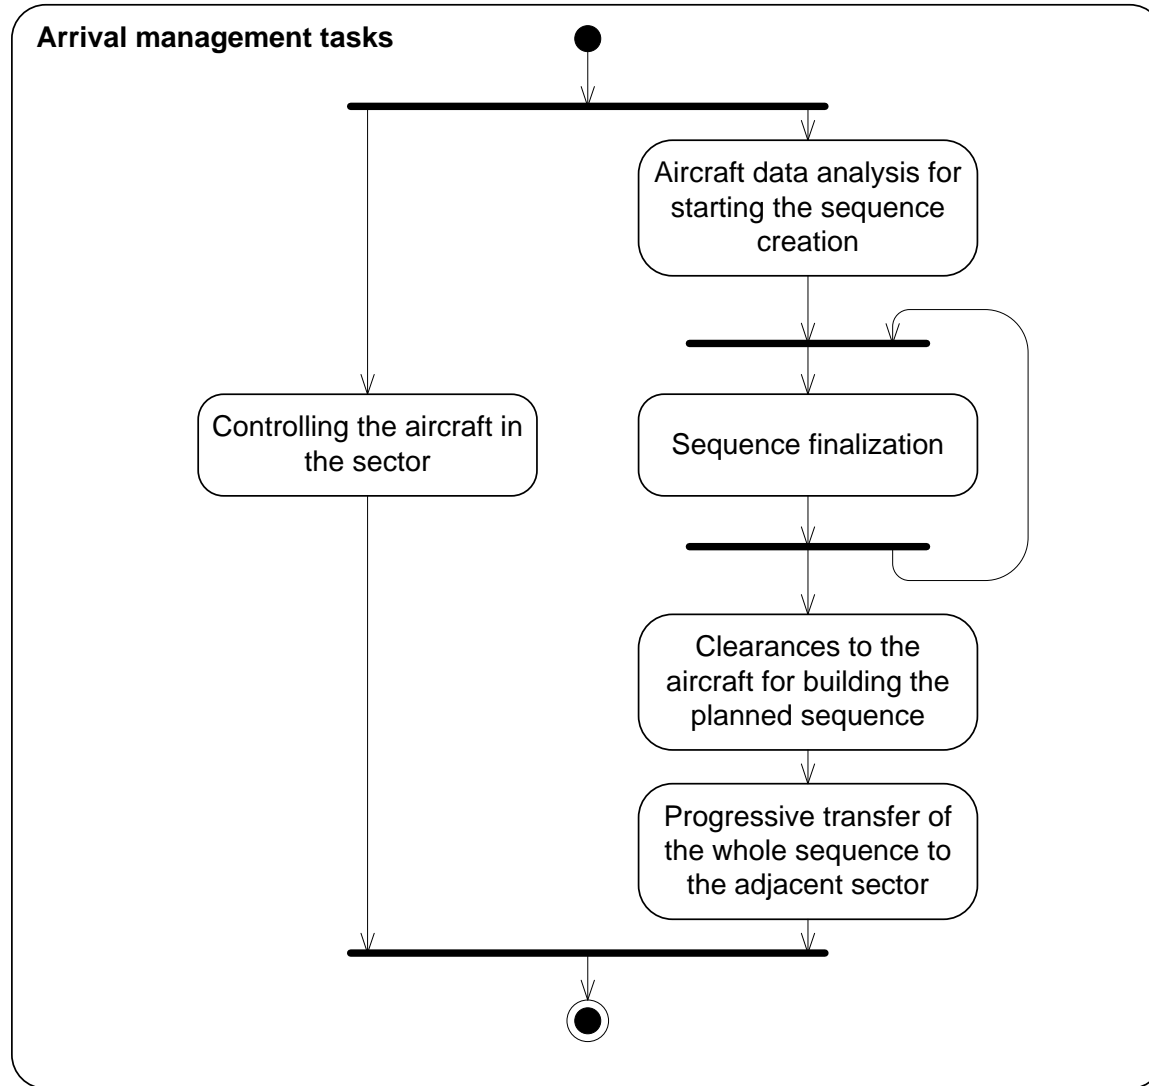 Arrival management tasks
Aircraft data analysis for
starting the sequence
creation
Controlling the aircraft in
the sector
Sequence finalization
Clearances to the
aircraft for building the
planned sequence
Progressive transfer of
the whole sequence to
the adjacent sector